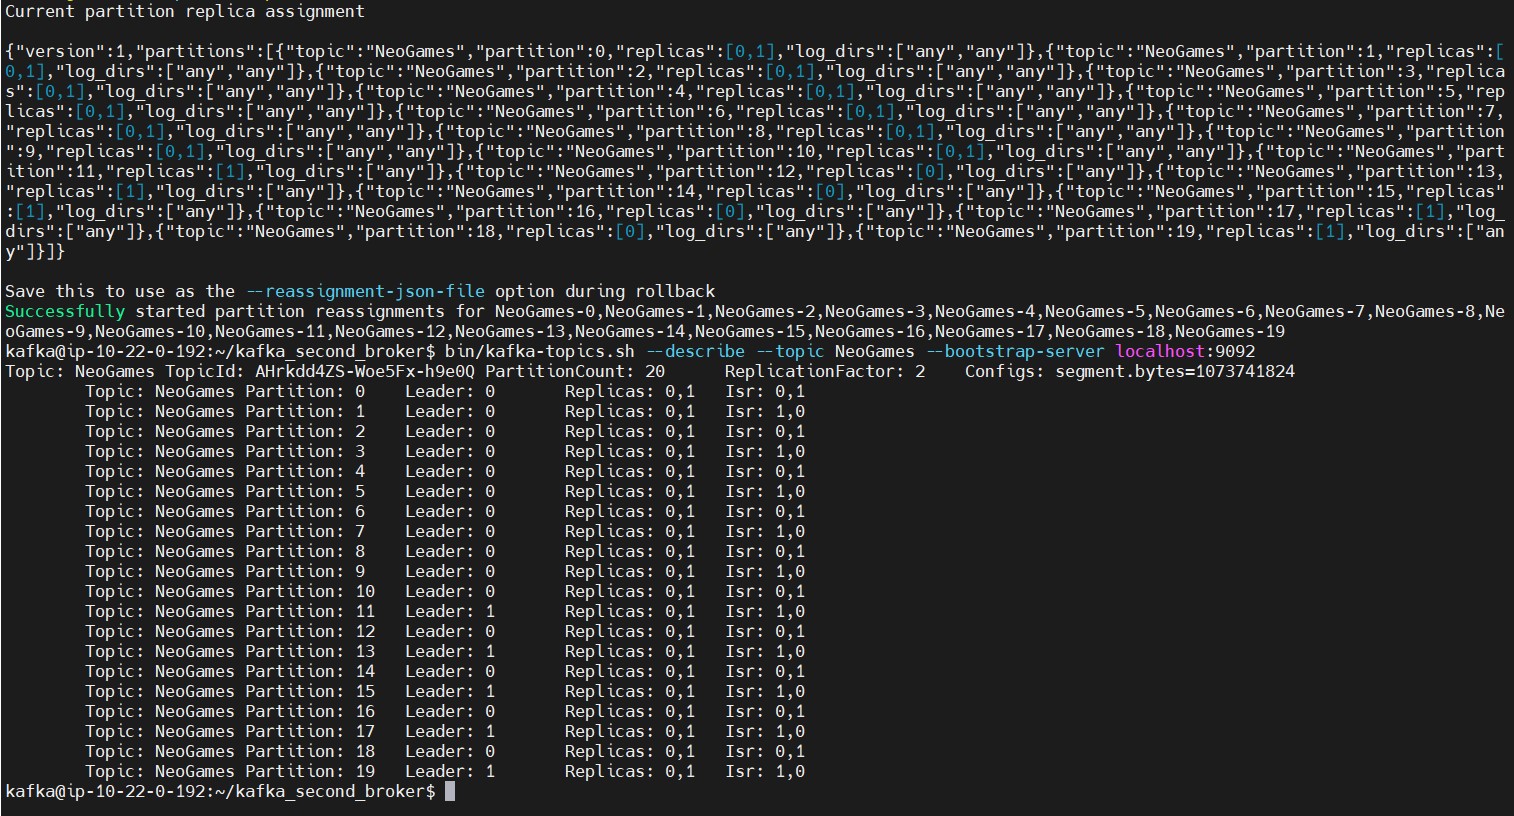 Current partition replica assignment
{"version":1,"partitions":[{"topic":"NeoGames","partition":0,"replicas":[0,1],"log_dirs":["any","any"]},{"topic":"NeoGames","partition":1,"replicas":[
0,1],"log_dirs":["any","any"]},{"topic":"NeoGames","partition":2,"replicas":[0,1],"log_dirs":["any","any"]},{"topic":"NeoGames","partition":3,"replica
s":[0,1],"log_dirs":["any","any"]},{"topic":"NeoGames","partition":4,"replicas":[0,1],"log_dirs":["any","any"]},{"topic":"NeoGames","partition":5,"rep
licas":[0,1],"log_dirs":["any","any"]},{"topic":"NeoGames","partition":6,"replicas":[0,1],"log_dirs":["any","any"]},{"topic":"NeoGames","partition":7,
"replicas":[0,1],"log_dirs":["any","any"]},{"topic":"NeoGames","partition":8,"replicas":[0,1],"log_dirs":["any","any"]},{"topic":"NeoGames","partition
":9,"replicas":[0,1],"log_dirs":["any","any"]},{"topic":"NeoGames","partition":10,"replicas":[0,1],"log_dirs":["any","any"]},{"topic":"NeoGames","part
ition":11,"replicas":[1],"log_dirs":["any"]},{"topic":"NeoGames","partition":12,"replicas":[0],"log_dirs":["any"]},{"topic":"NeoGames","partition":13,
"replicas":[1],"log_dirs":["any"]},{"topic":"NeoGames","partition":14,"replicas":[0],"log_dirs":["any"]},{"topic":"NeoGames","partition":15,"replicas"
:[1],"log_dirs":["any"]},{"topic":"NeoGames","partition":16,"replicas":[0],"log_dirs":["any"]},{"topic":"NeoGames","partition":17,"replicas":[1],"log_
dirs":["any"]},{"topic":"NeoGames","partition":18,"replicas":[0],"log_dirs":["any"]},{"topic":"NeoGames","partition":19,"replicas":[1],"log_dirs":["an
y"]}]}
Save this to use as the --reassignment-json-file option during rollback
Successfully started partition reassignments for NeoGames-0,NeoGames-1,NeoGames-2,NeoGames-3,NeoGames-4,NeoGames-5,NeoGames-6,NeoGames-7,NeoGames-8,Ne
oGames-9,NeoGames-10,NeoGames-11,NeoGames-12,NeoGames-13,NeoGames-14,NeoGames-15,NeoGames-16,NeoGames-17,NeoGames-18,NeoGames-19
kafka@ip-10-22-0-192:~/kafka_second_broker$ bin/kafka-topics.sh --describe --topic NeoGames --bootstrap-server localhost:9092
Topic: NeoGames TopicId: AHrkdd4ZS-Woe5Fx-h9e0Q PartitionCount: 20 ReplicationFactor: 2 Configs: segment.bytes=1073741824
Topic: NeoGames Partition: 0 Leader: 0 Replicas: 0,1 Isr: 0,1
Topic: NeoGames Partition: 1 Leader: 0 Replicas: 0,1 Isr: 1,0
Topic: NeoGames Partition: 2 Leader: 0 Replicas: 0,1 Isr: 0,1
Topic: NeoGames Partition: 3 Leader: 0 Replicas: 0,1 Isr: 1,0
Topic: NeoGames Partition: 4 Leader: 0 Replicas: 0,1 Isr: 0,1
Topic: NeoGames Partition: 5 Leader: 0 Replicas: 0,1 Isr: 1,0
Topic: NeoGames Partition: 6 Leader: 0 Replicas: 0,1 Isr: 0,1
Topic: NeoGames Partition: 7 Leader: 0 Replicas: 0,1 Isr: 1,0
Topic: NeoGames Partition: 8 Leader: 0 Replicas: 0,1 Isr: 0,1
Topic: NeoGames Partition: 9 Leader: 0 Replicas: 0,1 Isr: 1,0
Topic: NeoGames Partition: 10 Leader: 0 Replicas: 0,1 Isr: 0,1
Topic: NeoGames Partition: 11 Leader: 1 Replicas: 0,1 Isr: 1,0
Topic: NeoGames Partition: 12 Leader: 0 Replicas: 0,1 Isr: 0,1
Topic: NeoGames Partition: 13 Leader: 1 Replicas: 0,1 Isr: 1,0
Topic: NeoGames Partition: 14 Leader: 0 Replicas: 0,1 Isr: 0,1
Topic: NeoGames Partition: 15 Leader: 1 Replicas: 0,1 Isr: 1,0
Topic: NeoGames Partition: 16 Leader: 0 Replicas: 0,1 Isr: 0,1
Topic: NeoGames Partition: 17 Leader: 1 Replicas: 0,1 Isr: 1,0
Topic: NeoGames Partition: 18 Leader: 0 Replicas: 0,1 Isr: 0,1
Topic: NeoGames Partition: 19 Leader: 1 Replicas: 0,1 Isr: 1,0
kafka@ip-10-22-0-192:~/kafka_second_broker$